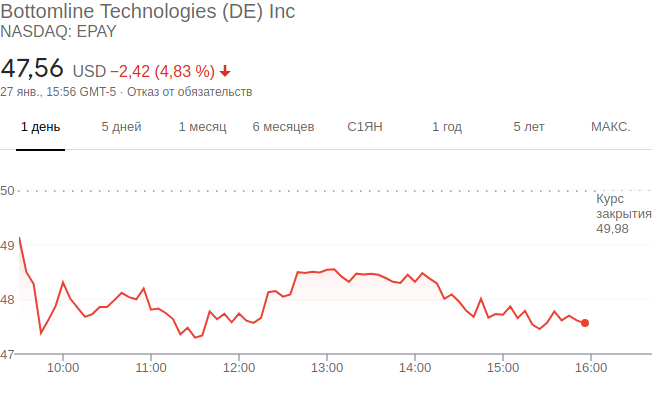 Bottomline Technologies (DE) Inc
NASDAQ: EPAY
47,56 USD −2,42 (4,83 %)
27 янв., 15:56 GMT-5 · Отказ от обязательств
1 день 5 дней 1 месяц 6 месяцев С1ЯН 1 год 5 лет МАКС.
50
Курс
закрытия
49,98
49
48
47
10:00 11:00 12:00 13:00 14:00 15:00 16:00